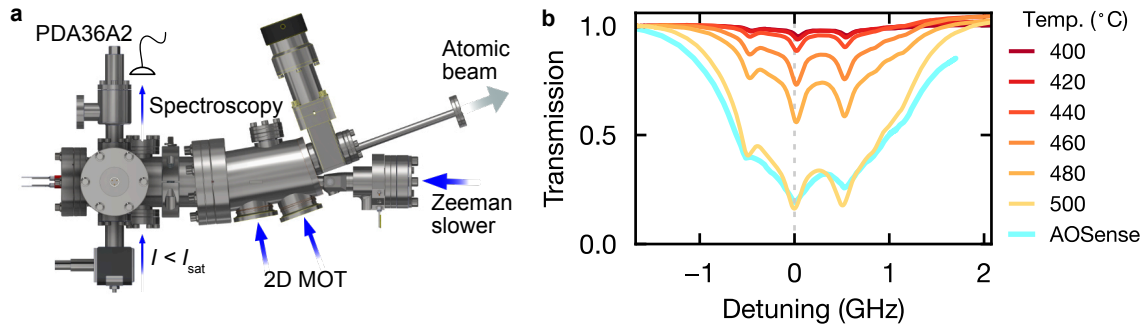 a
PDA36A2
Spectroscopy
Atomic
beam
Zeeman
slower
2D MOT
I < Isat
b
Transmission
1.0
0.5
0.0
−1
0
1
2
Detuning (GHz)
Temp. (°C)
400
420
440
460
480
500
AOSense